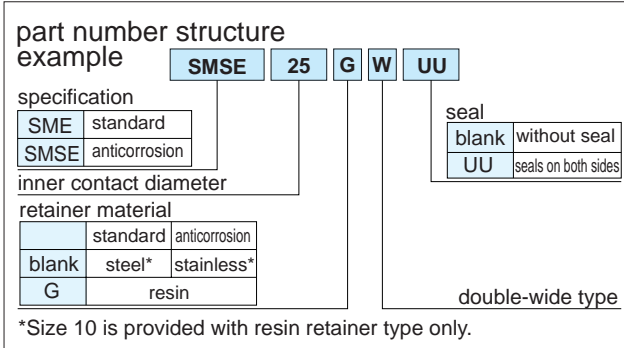 part number structure
example SMSE 25 G W UU
specification
SME standard
SMSE anticorrosion
seal
blank without seal
UU seals on both sides
inner contact diameter
retainer material
standard anticorrosion
blank steel* stainless*
G resin
double-wide type
*Size 10 is provided with resin retainer type only.